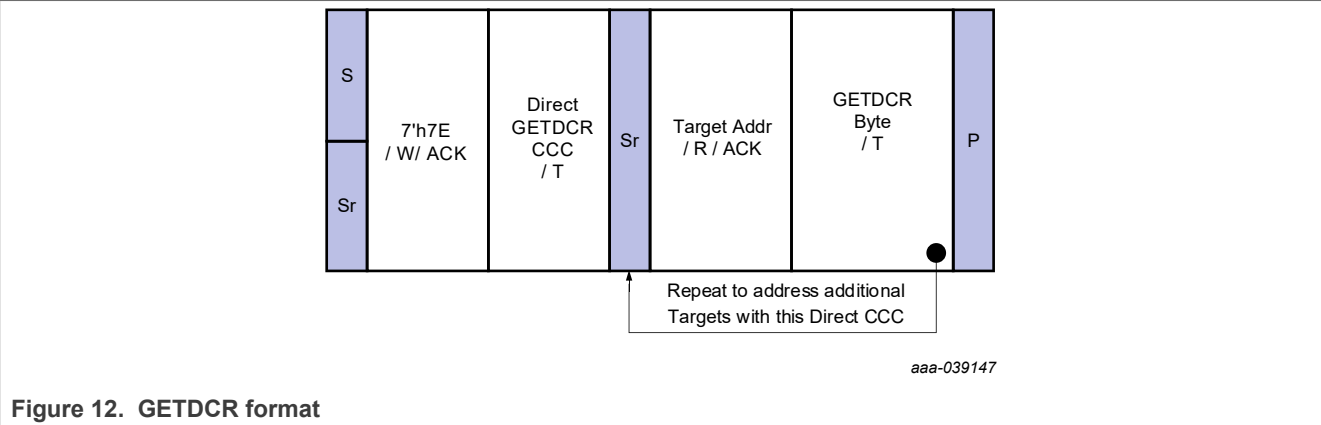 S
Sr
7'h7E
/ W/ ACK
Direct
GETDCR
CCC
/ T
Sr
Target Addr
/ R / ACK
GETDCR
Byte
/ T
P
Repeat to address additional
Targets with this Direct CCC
aaa-039147
Figure 12. GETDCR format